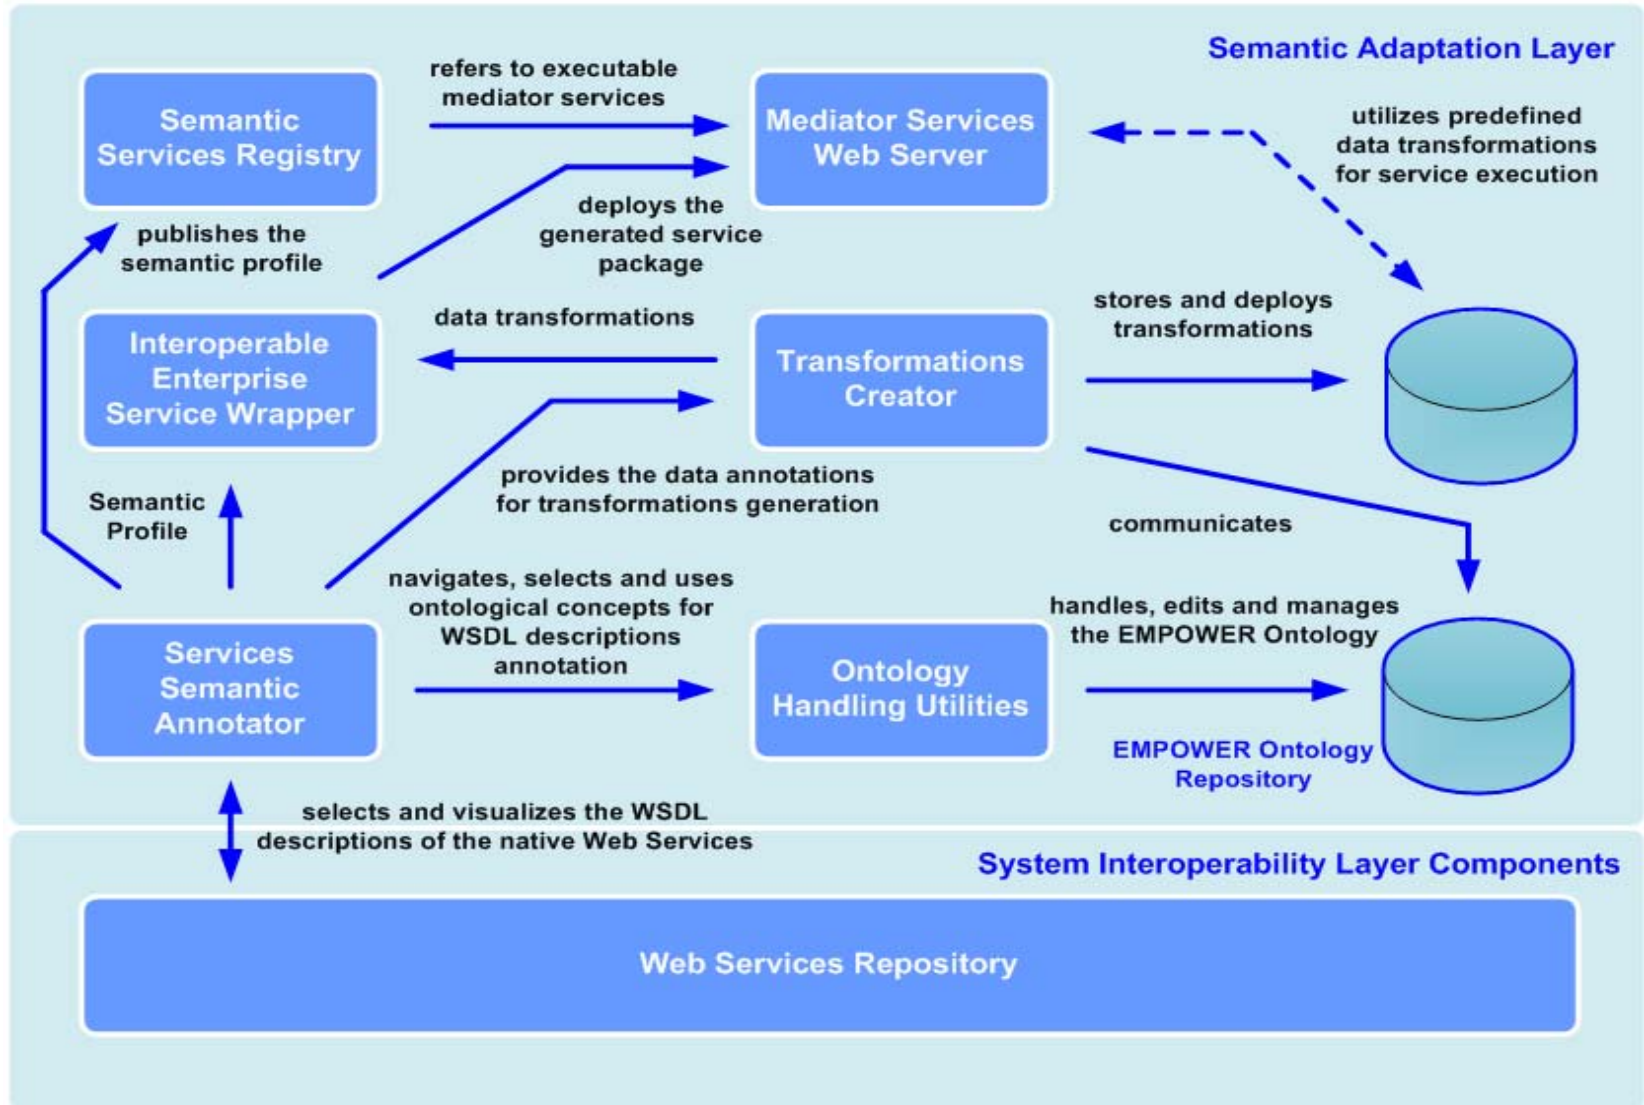 Semantic Adaptation Layer
Semantic
Services Registry
refers to executable
mediator services
Mediator Services
Web Server
utilizes predefined
data transformations
for service execution
publishes the
semantic profile
deploys the
generated service
package
Interoperable
Enterprise
Service Wrapper
data transformations
Transformations
Creator
stores and deploys
transformations
Semantic
Profile
provides the data annotations
for transformations generation
communicates
Services
Semantic
Annotator
navigates, selects and uses
ontological concepts for
WSDL descriptions
annotation
Ontology
Handling Utilities
handles, edits and manages
the EMPOWER Ontology
EMPOWER Ontology
Repository
selects and visualizes the WSDL
descriptions of the native Web Services
System Interoperability Layer Components
Web Services Repository